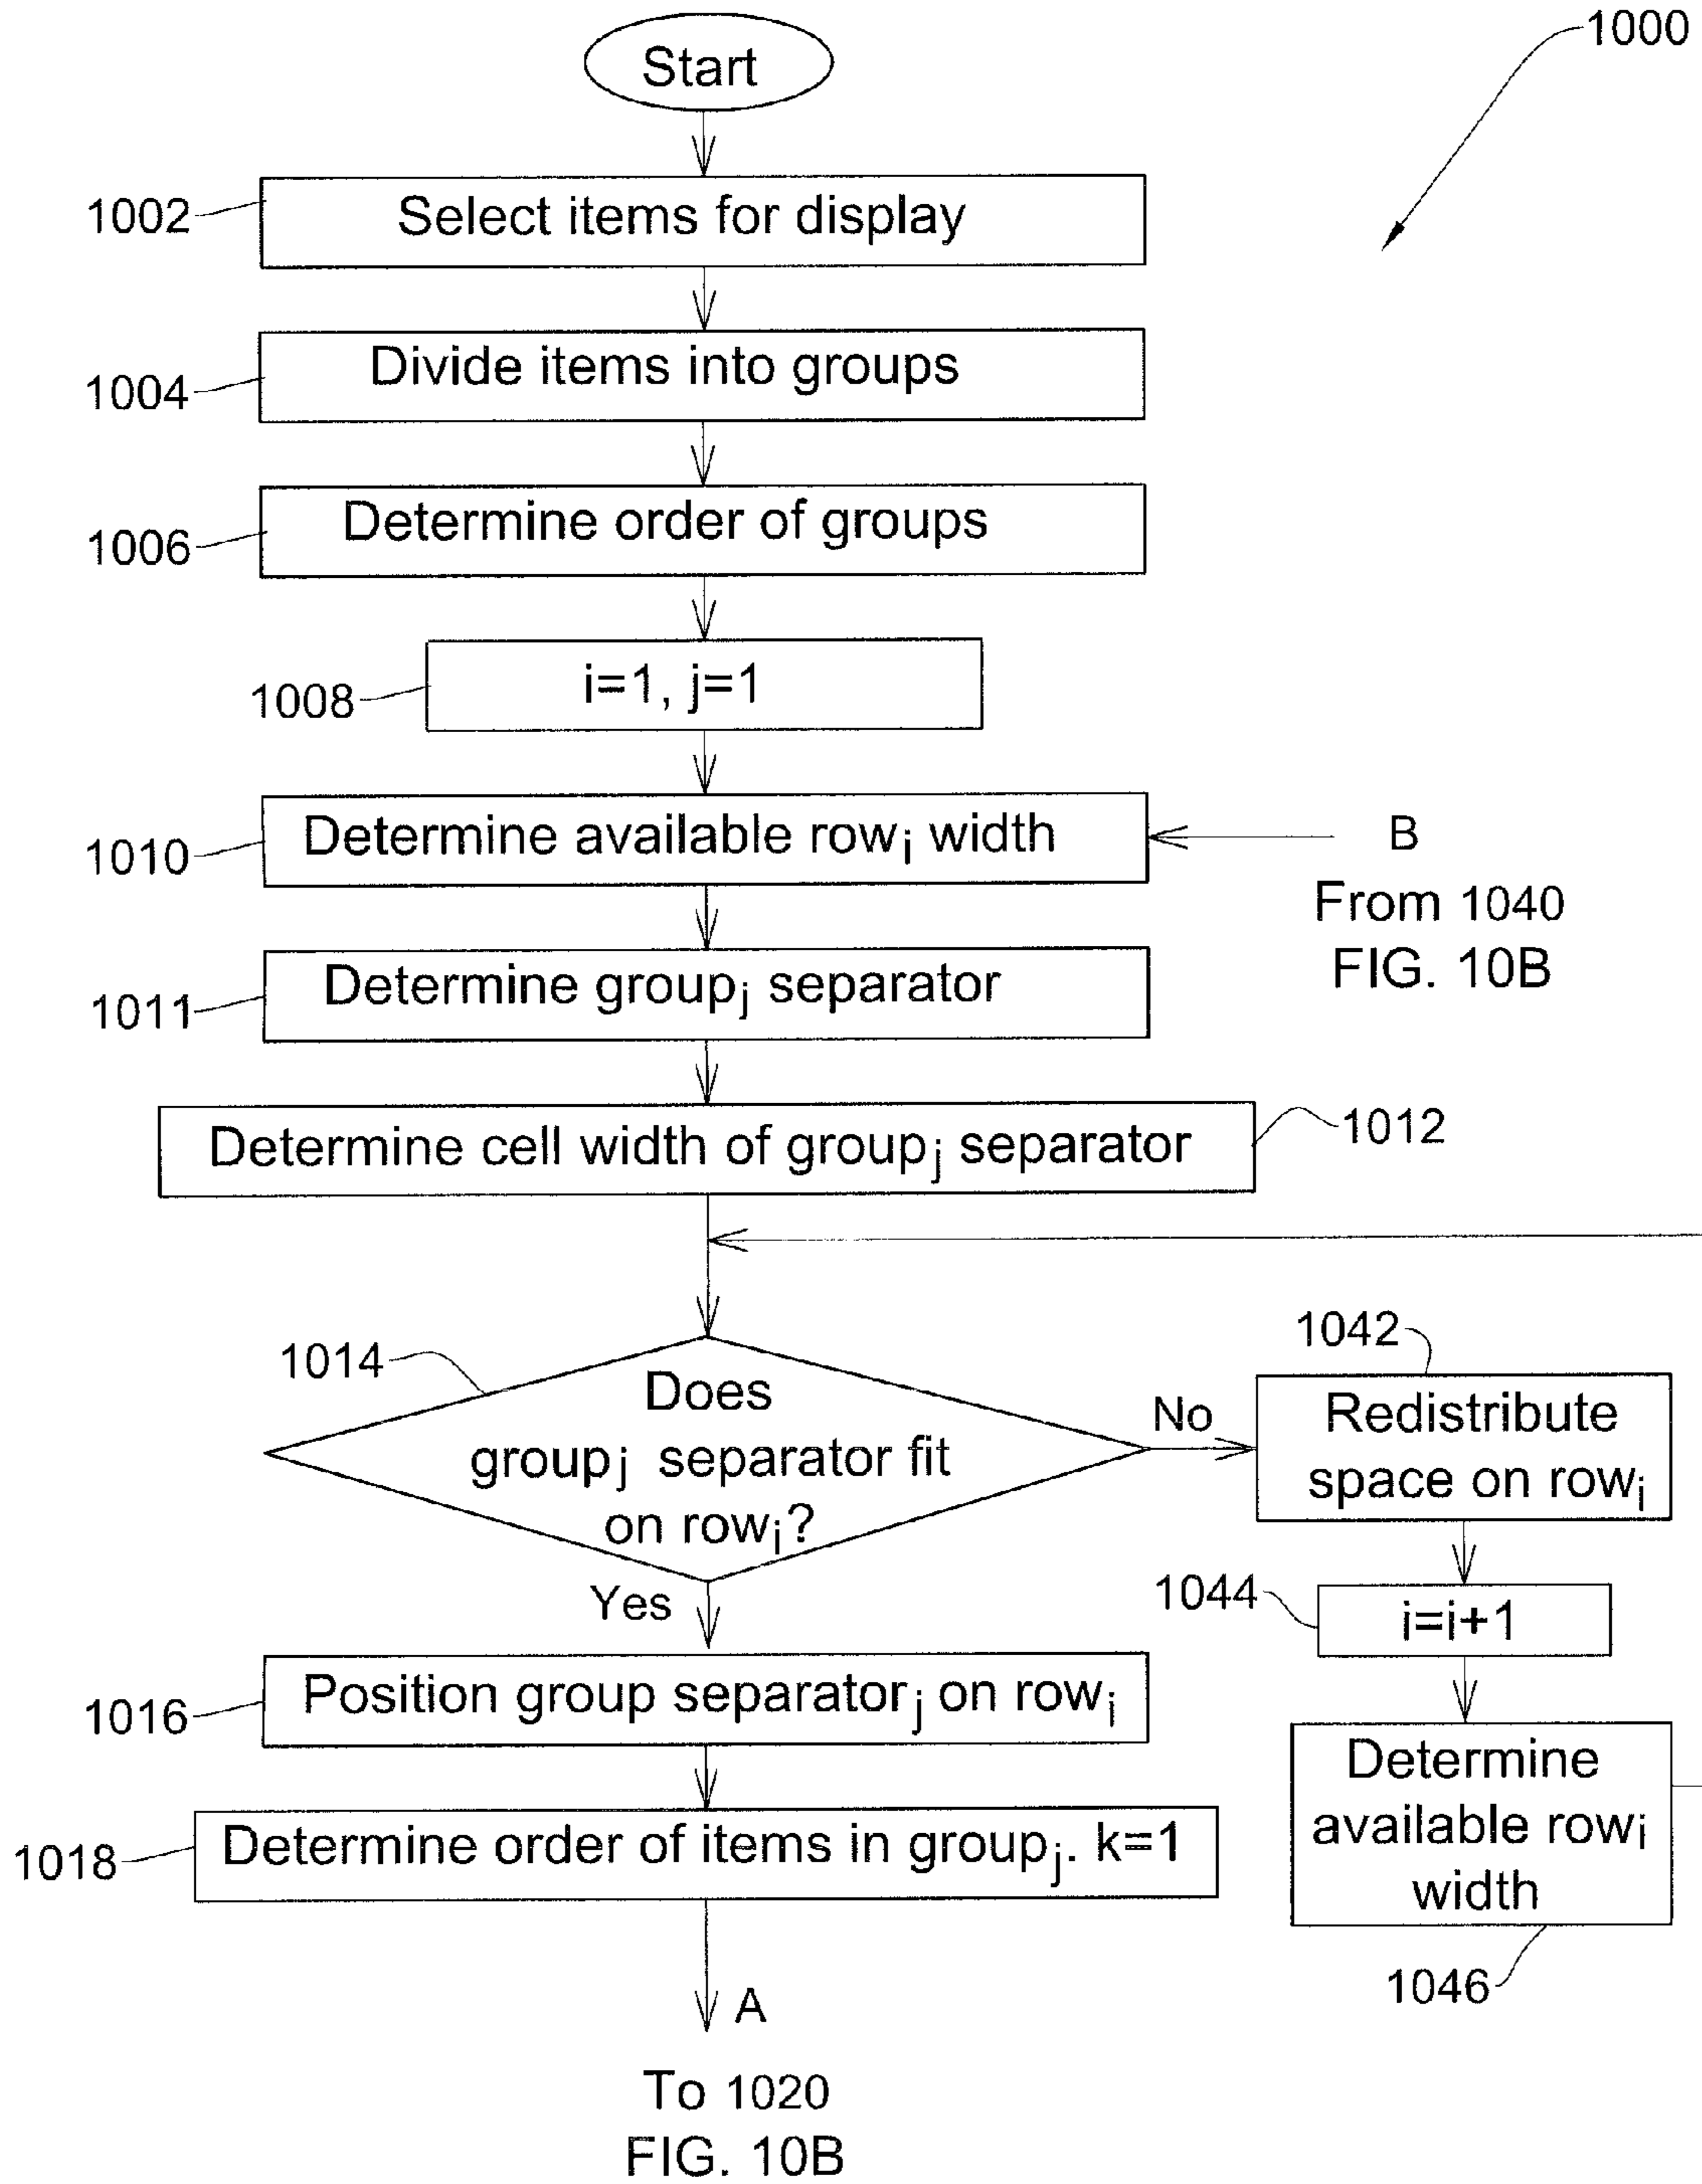 1000
Start
1002
Select items for display
1004
Divide items into groups
1006
Determine order of groups
1008
i=1, j=1
1010
Determine available rowi width
B
From 1040
FIG. 10B
1011
Determine groupj separator
Determine cell width of groupj separator
1012
1014
Does
groupj separator fit
on rowi?
No
1042
Redistribute
space on rowi
Yes
1044
i=i+1
1016
Position group separatorj on rowi
Determine
available rowi
width
1046
1018
Determine order of items in groupj. k=1
A
To 1020
FIG. 10B